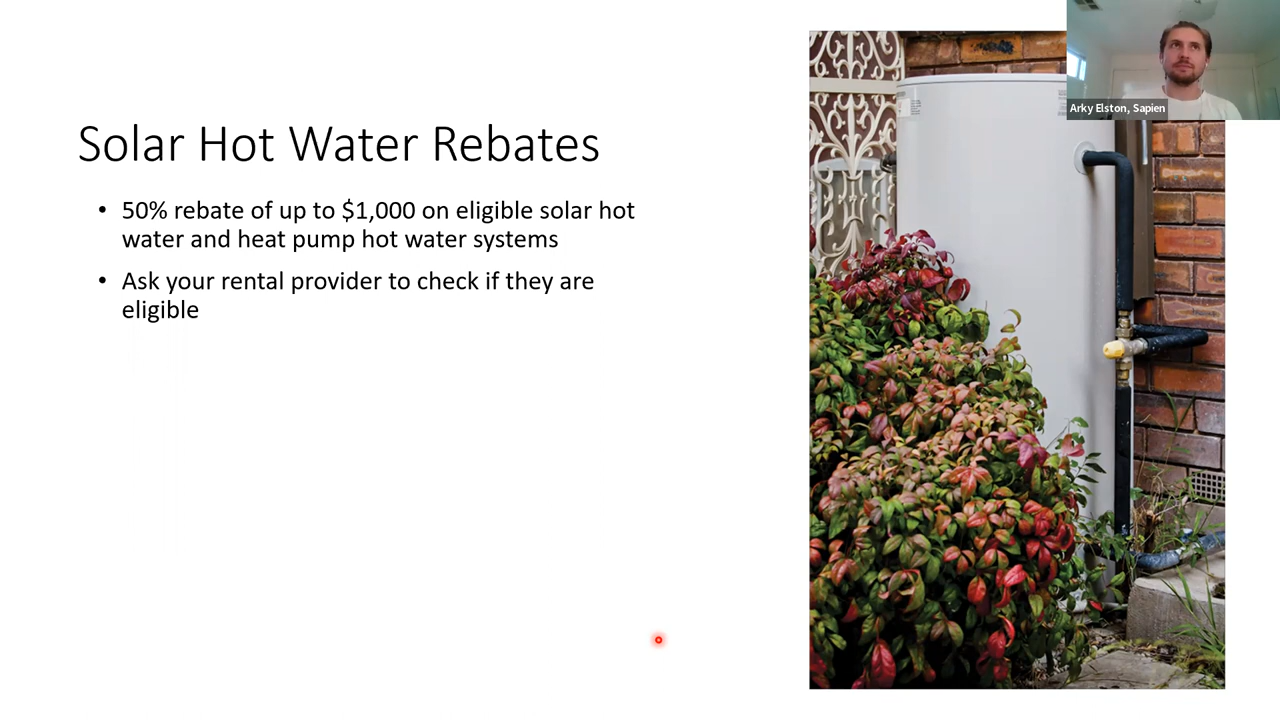 Arky Elston, Sapien
Solar Hot Water Rebates
• 50% rebate of up to $1,000 on eligible solar hot
water and heat pump hot water systems
• Ask your rental provider to check if they are
eligible